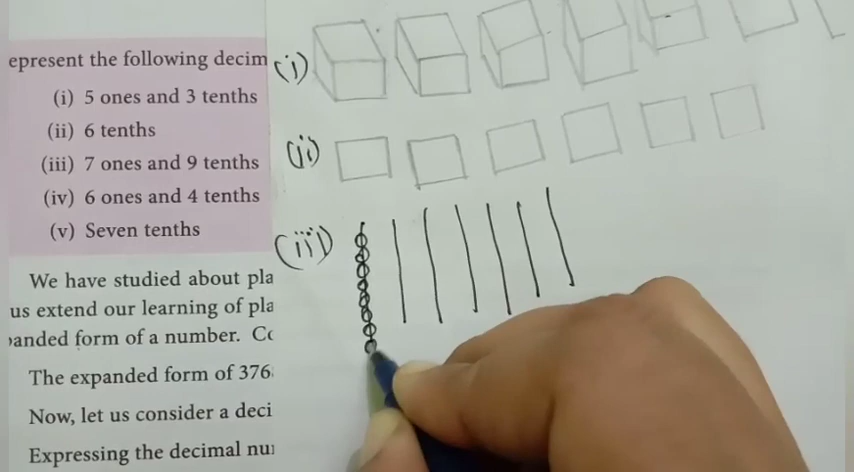 epresent the following decim
(i) 5 ones and 3 tenths
(ii) 6 tenths
(iii) 7 ones and 9 tenths
(iv) 6 ones and 4 tenths
(v) Seven tenths
We have studied about pla
us extend our learning of pla
anded form of a number. Co
The expanded form of 376
Now, let us consider a deci
Expressing the decimal nu
(i)
(ii)
(iii)